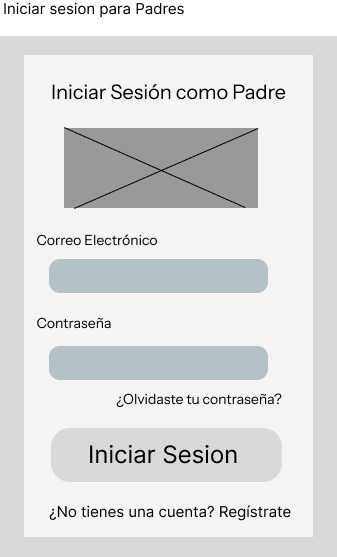 Iniciar sesion para Padres
Iniciar Sesión como Padre
Correo Electrónico
Contraseña
¿Olvidaste tu contraseña?
Iniciar Sesion
¿No tienes una cuenta? Regístrate